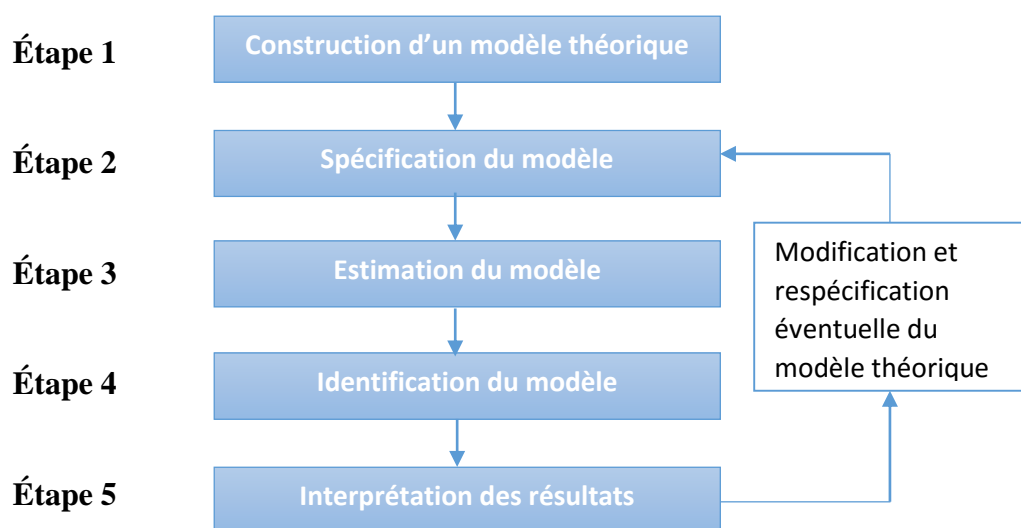 Étape 1
Construction d’un modèle théorique
Étape 2
Spécification du modèle
Étape 3
Estimation du modèle
Étape 4
Identification du modèle
Étape 5
Interprétation des résultats
Modification et
respécification
éventuelle du
modèle théorique